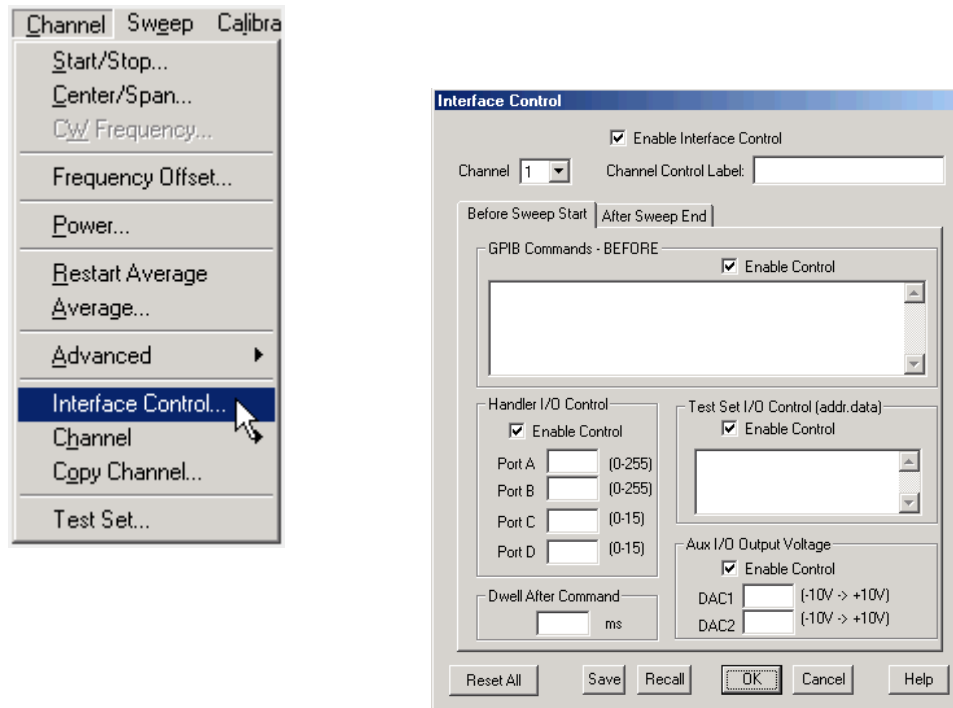 Channel Sweep Calibra
Start/Stop...
Center/Span...
CW Frequency...
Frequency Offset...
Power...
Restart Average
Average...
Advanced
Interface Control...
Channel
Copy Channel...
Test Set...
Interface Control
Enable Interface Control
Channel 1 Channel Control Label:
Before Sweep Start After Sweep End
GPIB Commands - BEFORE
Enable Control
Handler I/O Control
Enable Control
Port A (0-255)
Port B (0-255)
Port C (0-15)
Port D (0-15)
Dwell After Command
ms
Test Set I/O Control (addr.data)
Enable Control
Aux I/O Output Voltage
Enable Control
DAC1 (-10V -> +10V)
DAC2 (-10V -> +10V)
Reset All Save Recall OK Cancel Help